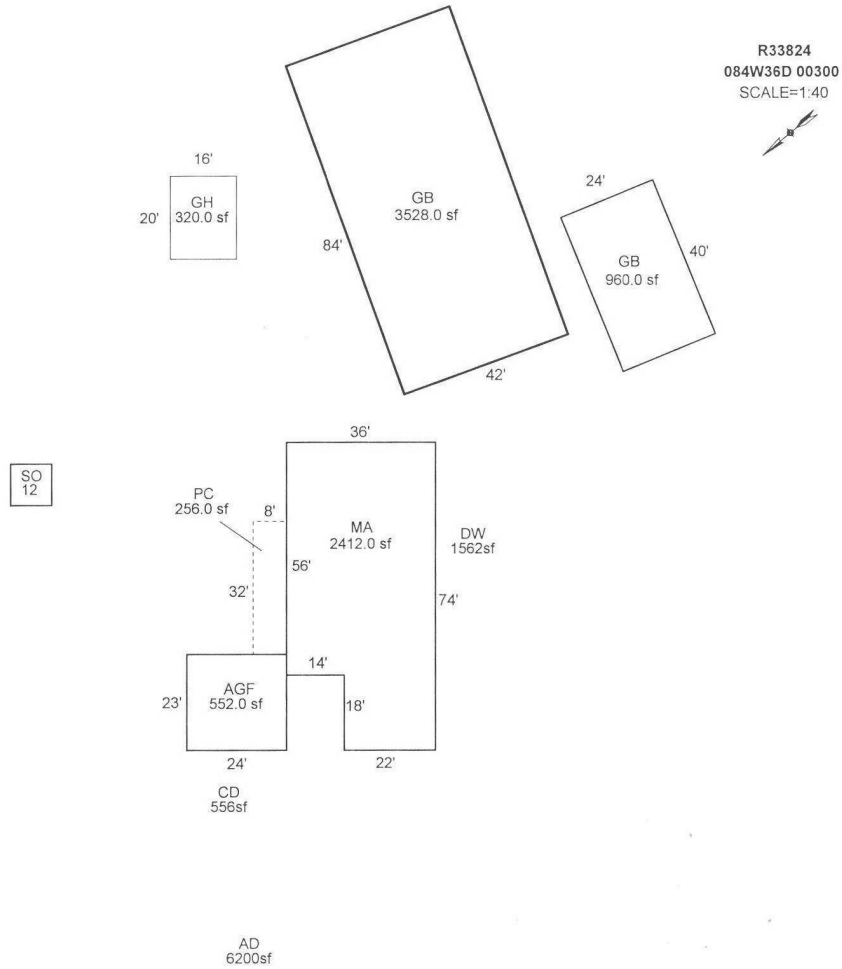 R33824
084W36D 00300
SCALE=1:40
16'
GH
320.0 sf
20'
GB
3528.0 sf
84'
42'
24'
GB
960.0 sf
40'
SO
12
36'
PC
256.0 sf
8'
MA
2412.0 sf
DW
1562sf
56'
32'
74'
14'
AGF
552.0 sf
23'
18'
24'
22'
CD
556sf
AD
6200sf